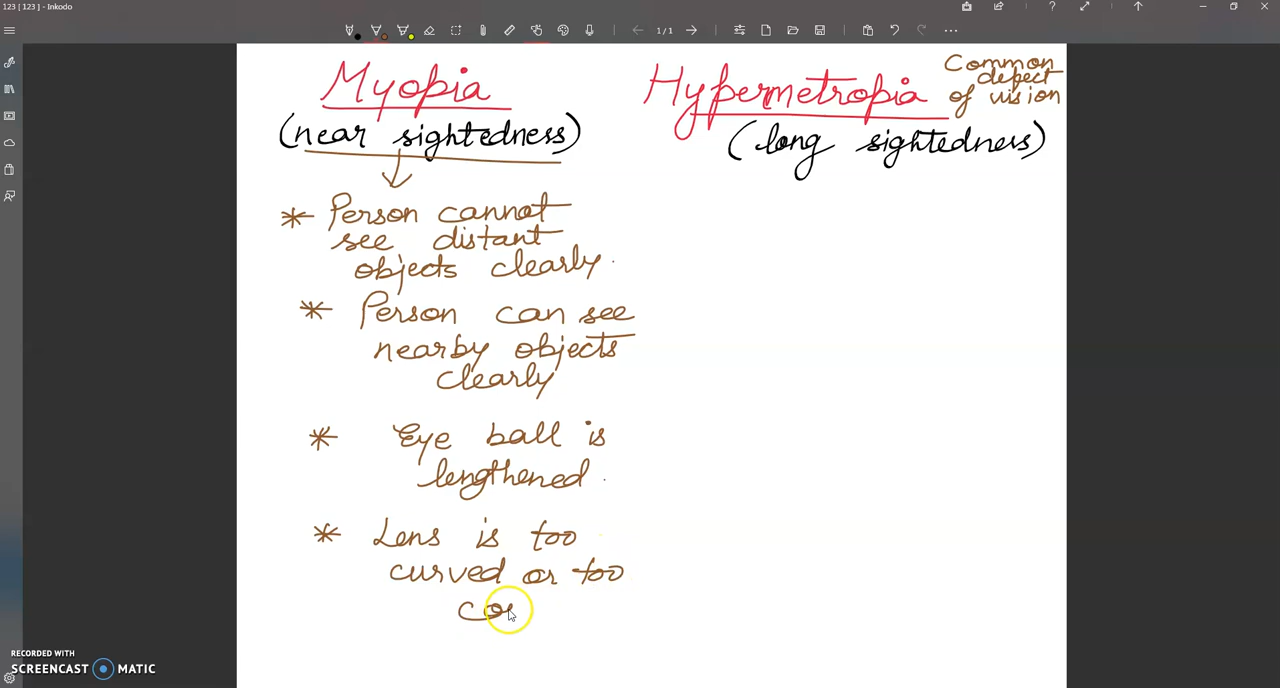 123 [ 123 ] - Inkodo
1/1
Myopia
(near sightedness)
* Person cannot
see distant
objects clearly.
* Person can see
nearby objects
clearly
* Eye ball is
lengthened.
* Lens is too
curved or too
con
Hypermetropia
(long sightedness)
Common
defect
of vision
RECORDED WITH
SCREENCAST MATIC